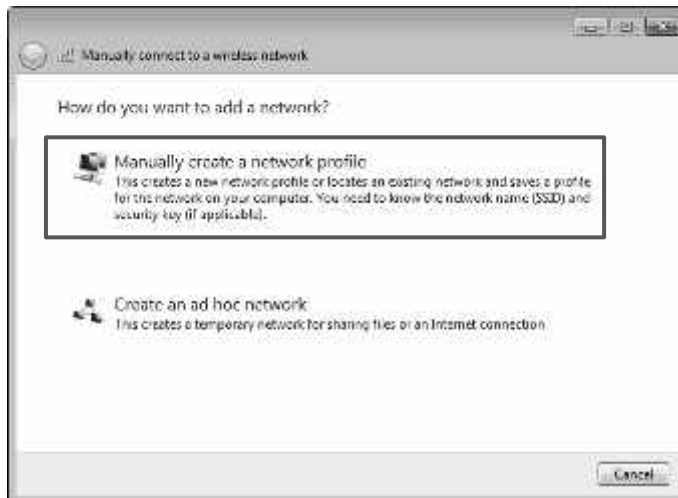 Manually connect to a wireless network
How do you want to add a network?
Manually create a network profile
This creates a new network profile or locates an existing network and saves a profile
for the network on your computer. You need to know the network name (SSID) and
security key (if applicable).
Create an ad hoc network
This creates a temporary network for sharing files or an Internet connection
Cancel